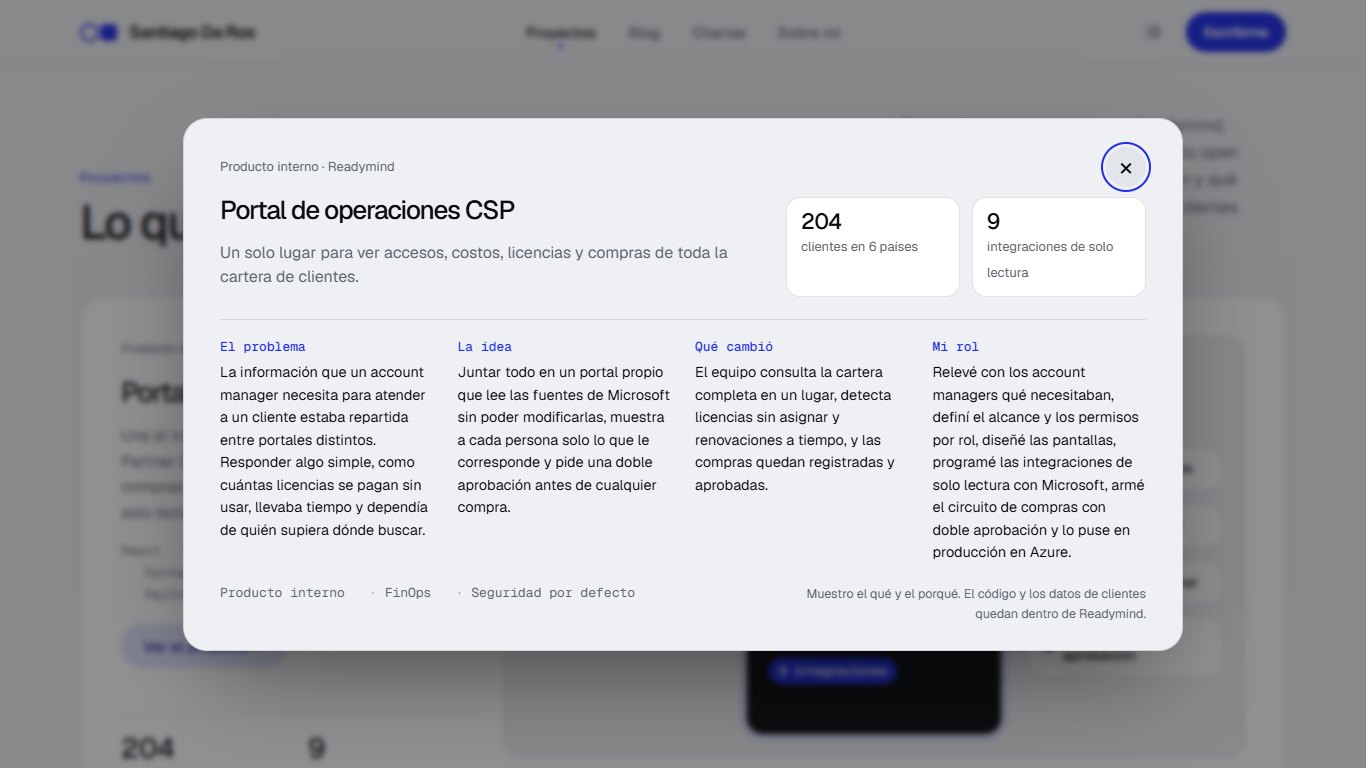 Santiago Da Ros
Proyectos
Blog
Charlas
Sobre mí
Escribime
Producto interno · Readymind
Portal de operaciones CSP
Un solo lugar para ver accesos, costos, licencias y compras de toda la
cartera de clientes.
204
clientes en 6 países
9
integraciones de solo
lectura
El problema
La información que un account
manager necesita para atender
a un cliente estaba repartida
entre portales distintos.
Responder algo simple, como
cuántas licencias se pagan sin
usar, llevaba tiempo y dependía
de quién supiera dónde buscar.
La idea
Juntar todo en un portal propio
que lee las fuentes de Microsoft
sin poder modificarlas, muestra
a cada persona solo lo que le
corresponde y pide una doble
aprobación antes de cualquier
compra.
Qué cambió
El equipo consulta la cartera
completa en un lugar, detecta
licencias sin asignar y
renovaciones a tiempo, y las
compras quedan registradas y
aprobadas.
Mi rol
Relevé con los account
managers qué necesitaban,
definí el alcance y los permisos
por rol, diseñé las pantallas,
programé las integraciones de
solo lectura con Microsoft, armé
el circuito de compras con
doble aprobación y lo puse en
producción en Azure.
Producto interno · FinOps · Seguridad por defecto
Muestro el qué y el porqué. El código y los datos de clientes
quedan dentro de Readymind.
Proyectos
Lo qu
Porta
9 integraciones
aprobación
204
9